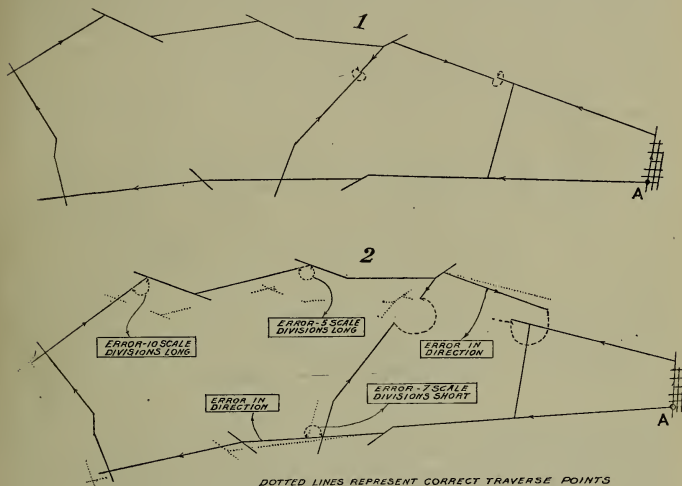 1
A
2
ERROR-10 SCALE
DIVISIONS LONG
ERROR-5 SCALE
DIVISIONS LONG
ERROR IN
DIRECTION
ERROR IN
DIRECTION
ERROR-7 SCALE
DIVISIONS SHORT
A
DOTTED LINES REPRESENT CORRECT TRAVERSE POINTS